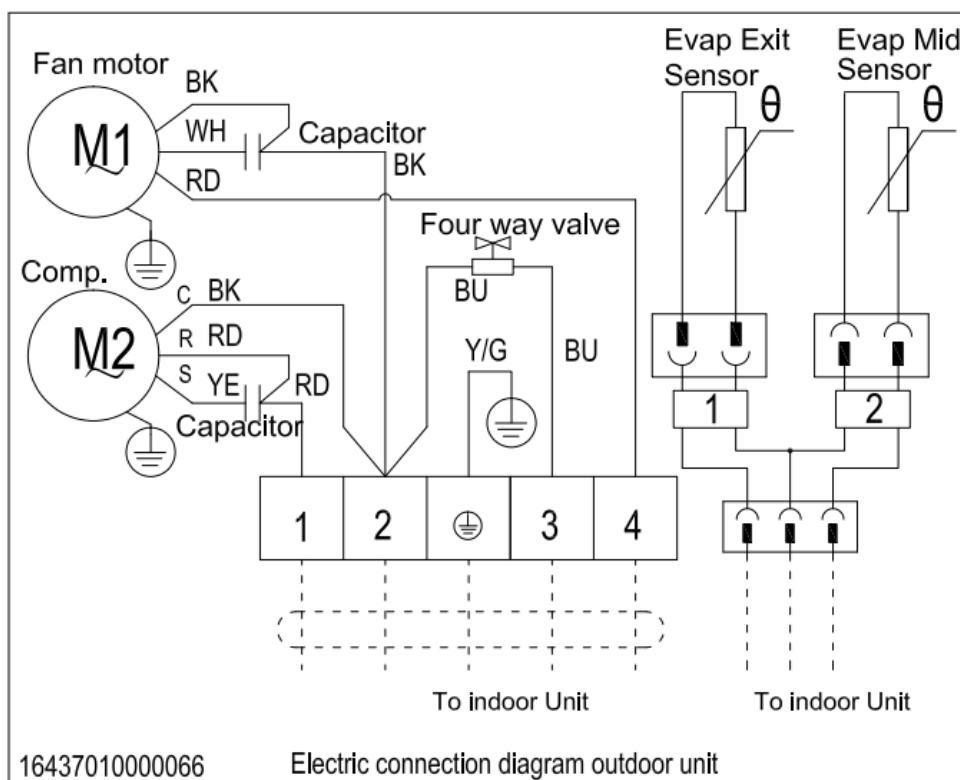 Evap Exit
Sensor
Evap Mid
Sensor
Fan motor
BK
θ
θ
M1
WH
Capacitor
BK
RD
Four way valve
Comp.
C BK
BU
M2
R RD
Y/G
BU
S YE
RD
Capacitor
1
2
1
2
3
4
To indoor Unit
To indoor Unit
16437010000066
Electric connection diagram outdoor unit